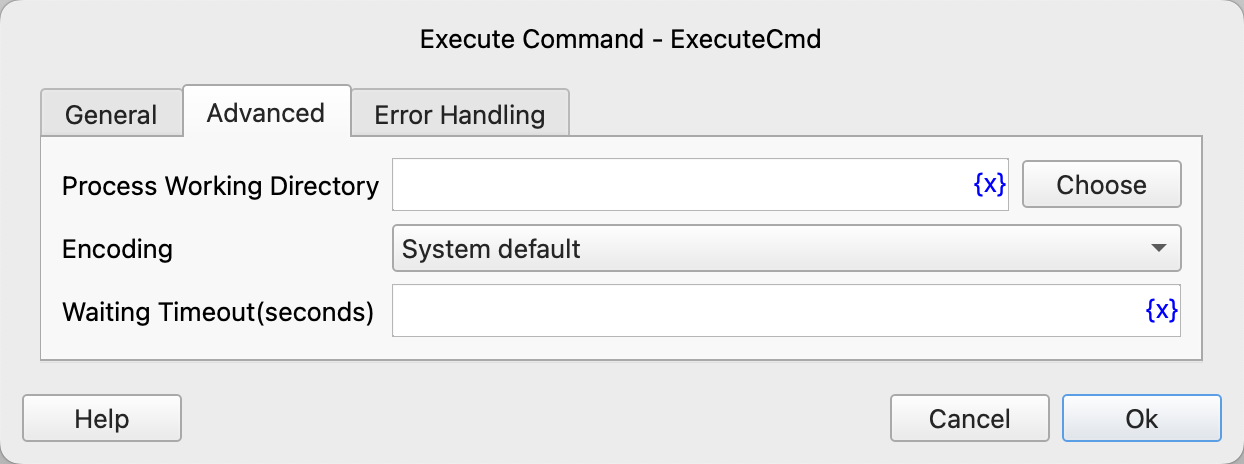 Execute Command - ExecuteCmd
General Advanced Error Handling
Process Working Directory {x} Choose
Encoding System default
Waiting Timeout(seconds) {x}
Help Cancel Ok